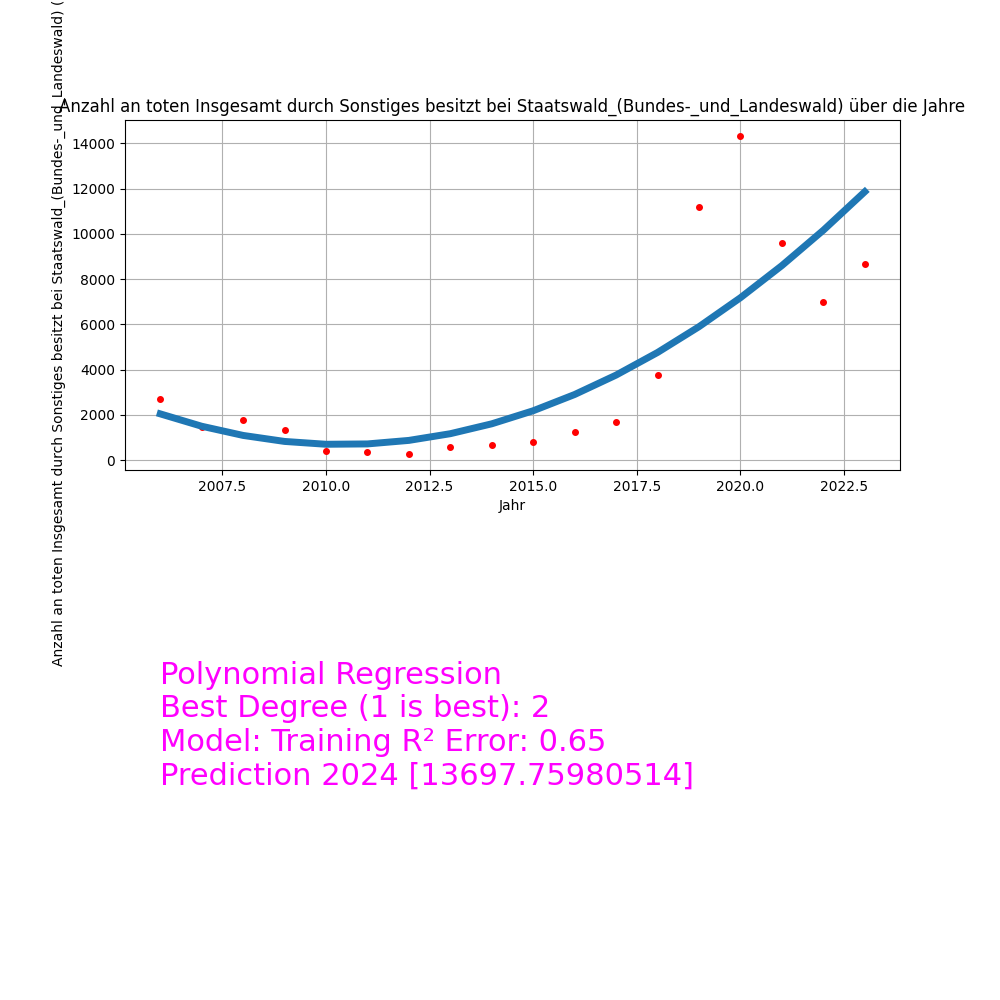 Anzahl an toten Insgesamt durch Sonstiges besitzt bei Staatswald_(Bundes-_und_Landeswald) über die Jahre
Anzahl an toten Insgesamt durch Sonstiges besitzt bei Staatswald_(Bundes-_und_Landeswald) (
14000
12000
10000
8000
6000
4000
2000
0
2007.5 2010.0 2012.5 2015.0 2017.5 2020.0 2022.5
Jahr
Polynomial Regression
Best Degree (1 is best): 2
Model: Training R² Error: 0.65
Prediction 2024 [13697.75980514]